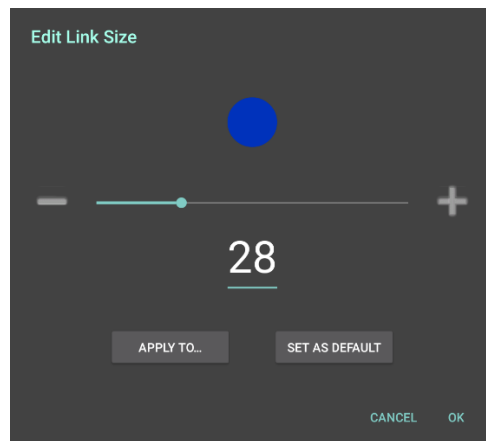 Edit Link Size
28
APPLY TO...
SET AS DEFAULT
CANCEL
OK